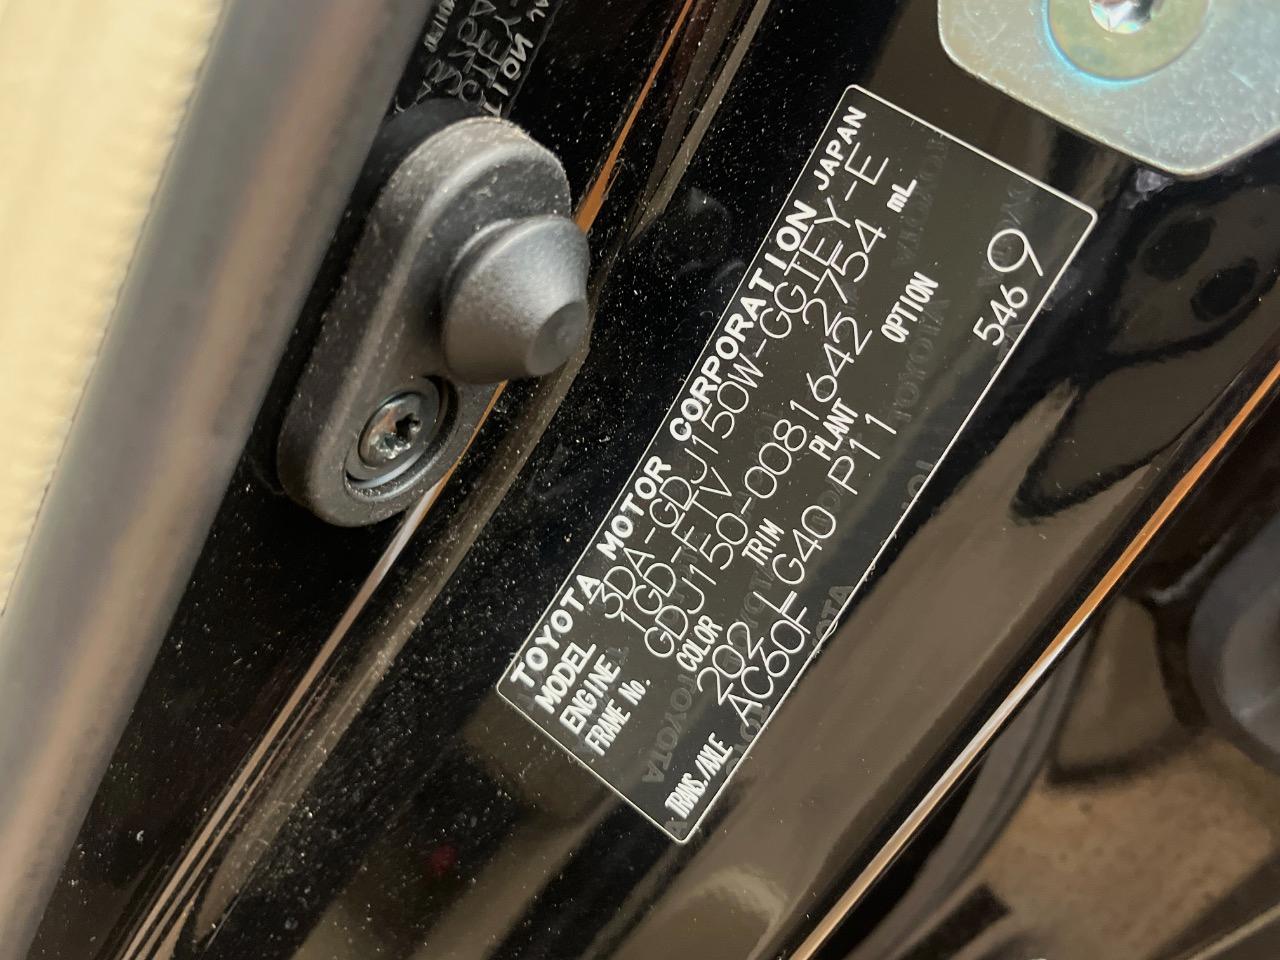 TOYOTA MOTOR CORPORATION JAPAN
MODEL 3DA-GDJ150W-GGTEY-E
ENGINE 1GD-FTV 2754 mL
FRAME No. GDJ150-0081642
COLOR TRIM PLANT OPTION
202 LG40 P11
TRANS./AXLE AC60F 5469